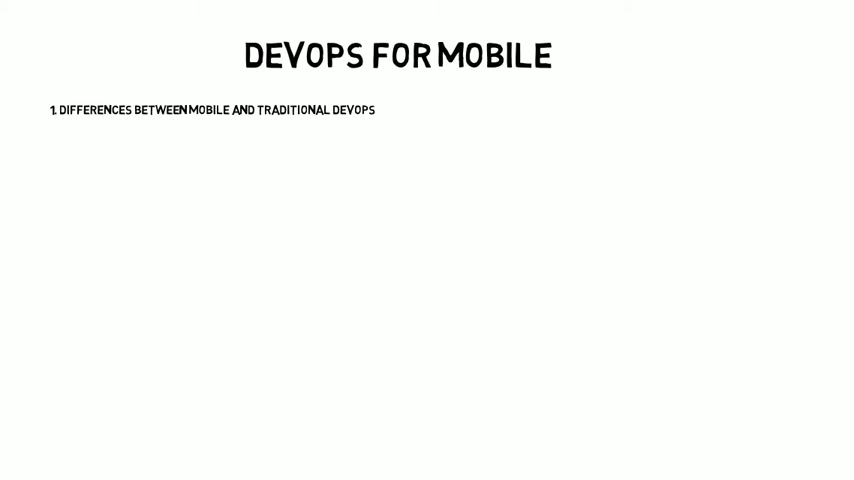 DEVOPS FOR MOBILE
1. DIFFERENCES BETWEEN MOBILE AND TRADITIONAL DEVOPS